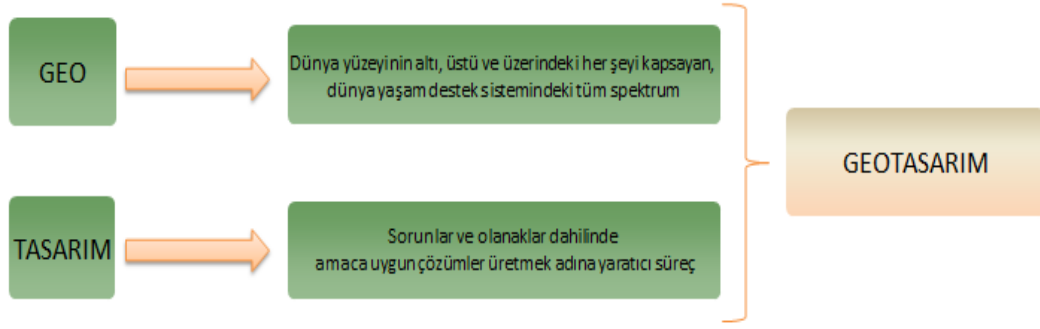 GEO
Dünya yüzeyinin altı, üstü ve üzerindeki her şeyi kapsayan,
dünya yaşam destek sistemindeki tüm spektrum
GEOTASARIM
TASARIM
Sorunlar ve olanaklar dahilinde
amaca uygun çözümler üretmek adına yaratıcı süreç